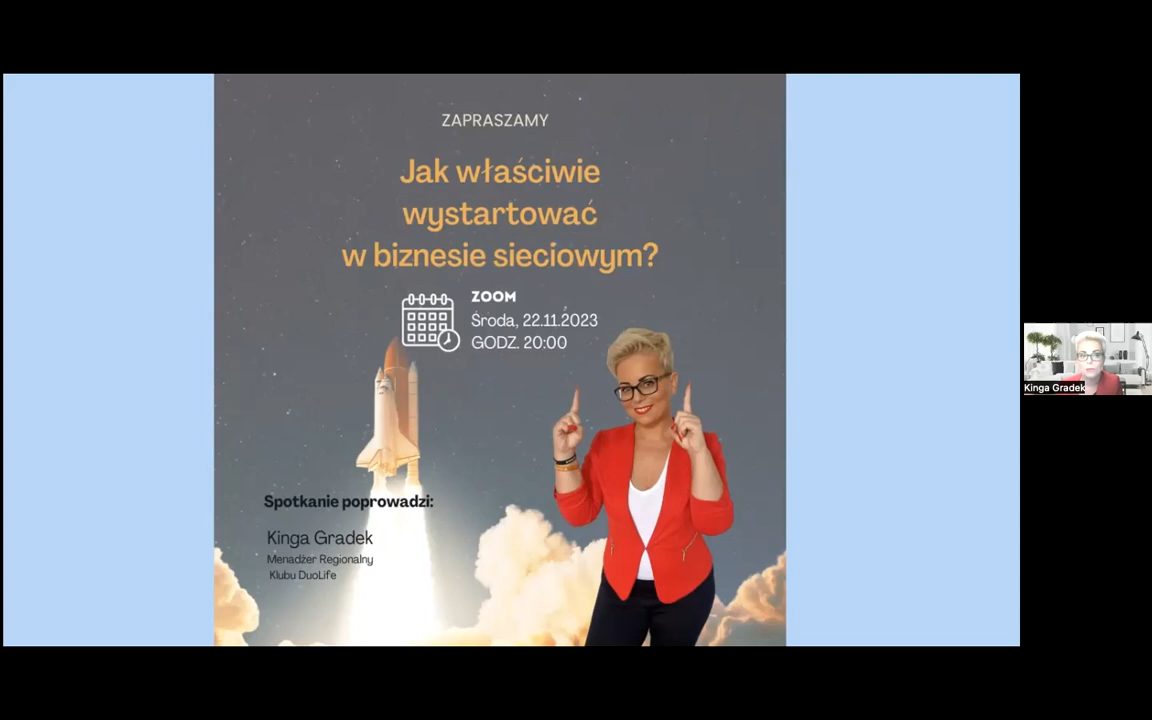 ZAPRASZAMY
Jak właściwie
wystartować
w biznesie sieciowym?
ZOOM
Środa, 22.11.2023
GODZ. 20:00
Spotkanie poprowadzi:
Kinga Gradek
Menadżer Regionalny
Klubu DuoLife
Kinga Gradek